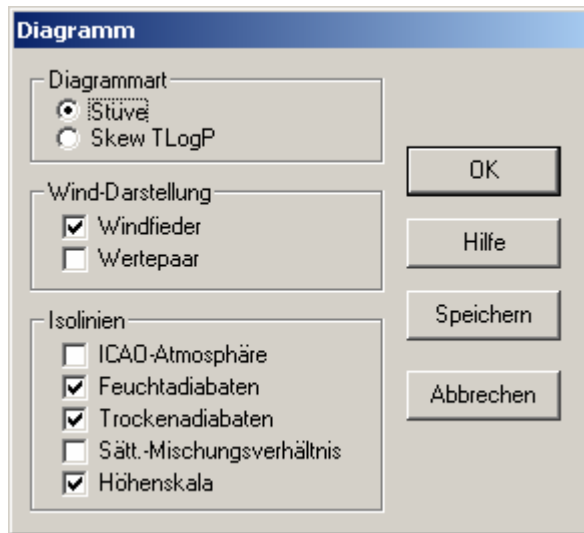 Diagramm
Diagrammart
Stüve
Skew TLogP
Wind-Darstellung
Windfieder
Wertepaar
Isolinien
ICAO-Atmosphäre
Feuchtadiabaten
Trockenadiabaten
Sätt.-Mischungsverhältnis
Höhenskala
OK
Hilfe
Speichern
Abbrechen